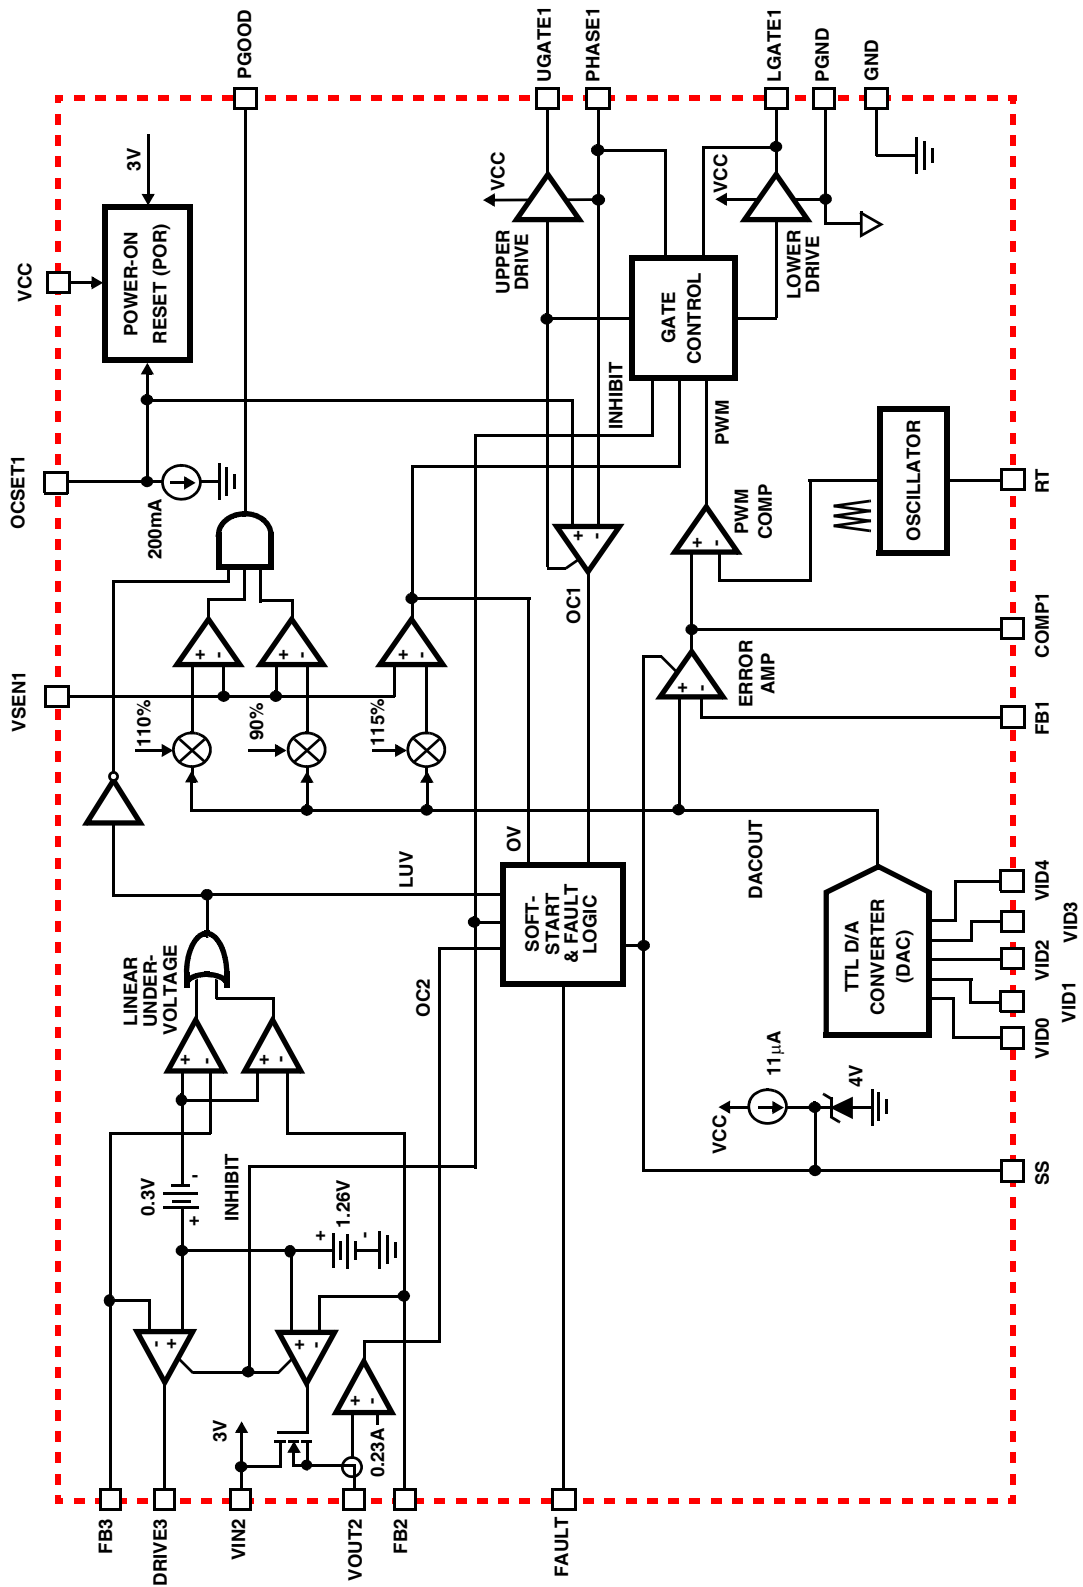 VSEN1
OCSET1
VCC
FB3
DRIVE3
VIN2
VOUT2
FB2
FAULT
3V
0.23A
0.3V
+
-
INHIBIT
+
1.26V
-
-
+
+
-
+
-
LINEAR
UNDER-
VOLTAGE
+
-
+
-
LUV
OC2
OV
SOFT-
START
& FAULT
LOGIC
110%
90%
115%
+
-
+
-
+
-
200mA
POWER-ON
RESET (POR)
3V
PGOOD
OC1
+
-
INHIBIT
UPPER
DRIVE
VCC
UGATE1
PHASE1
GATE
CONTROL
PWM
LOWER
DRIVE
VCC
LGATE1
PGND
GND
PWM
COMP
+
-
ERROR
AMP
+
-
DACOUT
OSCILLATOR
VCC
11µA
4V
TTL D/A
CONVERTER
(DAC)
SS
VID0
VID1
VID2
VID3
VID4
FB1
COMP1
RT